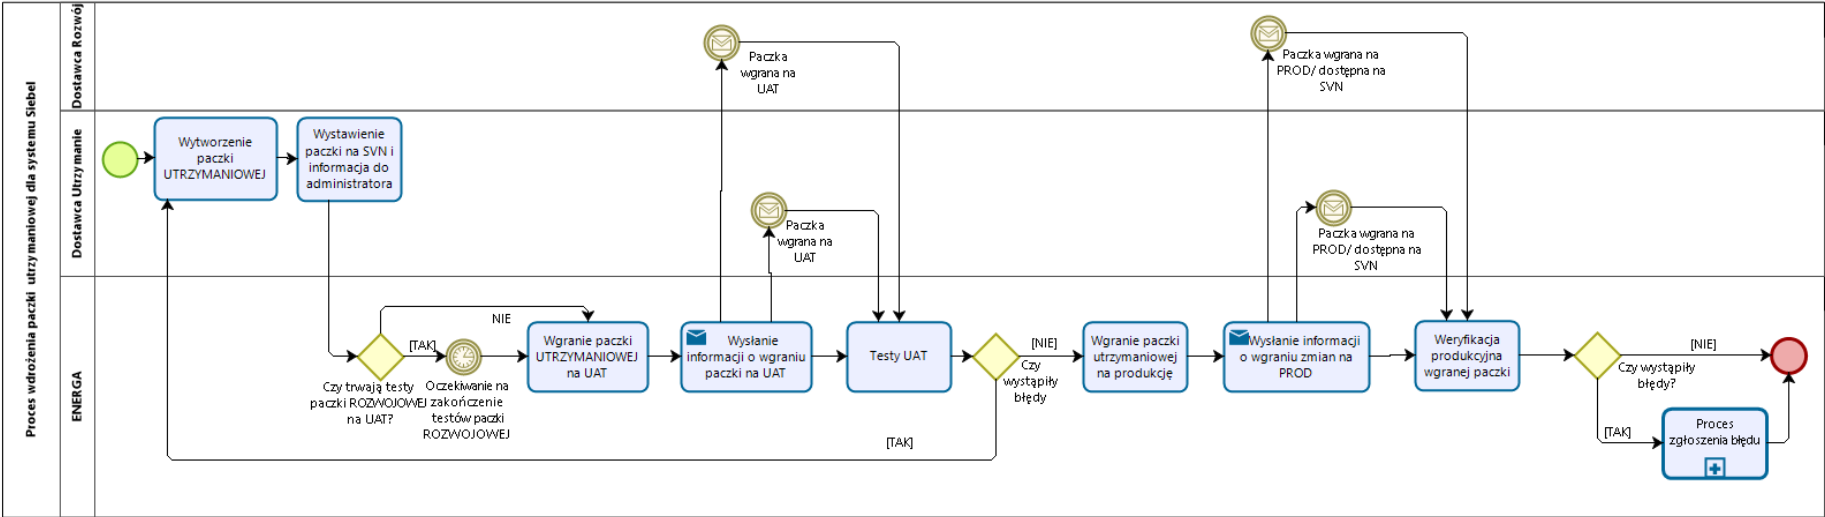 Proces wdrożenia paczki utrzymaniowej dla systemu Siebel
Dostawca Rozwój
Paczka
wgrana na
UAT
Paczka wgrana na
PROD/ dostępna na
SVN
Dostawca Utrzymanie
Wytworzenie
paczki
UTRZYMANIOWEJ
Wystawienie
paczki na SVN i
informacja do
administratora
Paczka
wgrana na
UAT
Paczka wgrana na
PROD/ dostępna na
SVN
ENERGA
Czy trwają testy
paczki ROZWOJOWEJ
na UAT?
NIE
[TAK]
Oczekiwanie na
zakończenie
testów paczki
ROZWOJOWEJ
Wgranie paczki
UTRZYMANIOWEJ
na UAT
Wysłanie
informacji o wgraniu
paczki na UAT
Testy UAT
Czy
wystąpiły
błędy
[NIE]
[TAK]
Wgranie paczki
utrzymaniowej
na produkcję
Wysłanie informacji
o wgraniu zmian na
PROD
Weryfikacja
produkcyjna
wgranej paczki
Czy wystąpiły
błędy?
[NIE]
[TAK]
Proces
zgłoszenia błędu